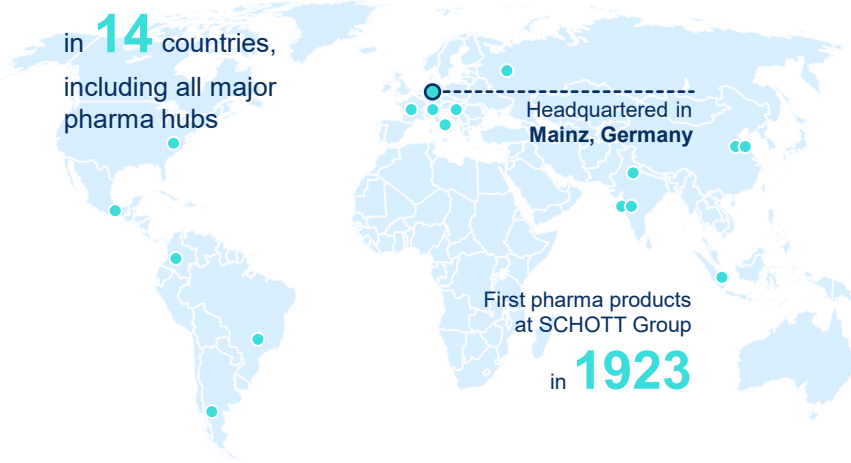 in 14 countries,
including all major
pharma hubs
Headquartered in
Mainz, Germany
First pharma products
at SCHOTT Group
in 1923